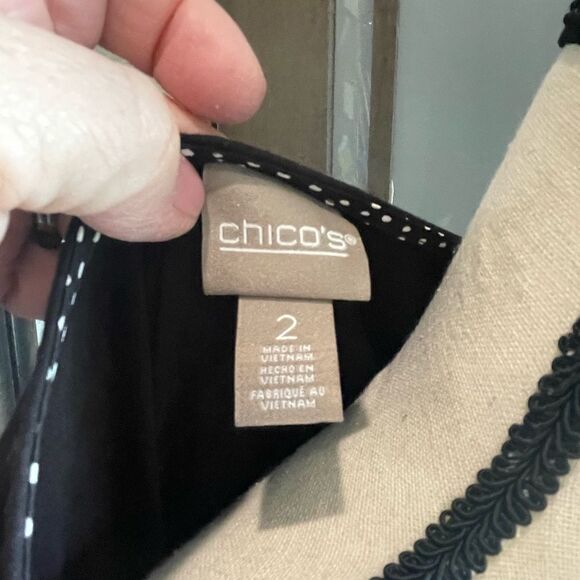 chico's®
2
MADE IN
VIETNAM
HECHO EN
VIETNAM
FABRIQUÉ AU
VIETNAM